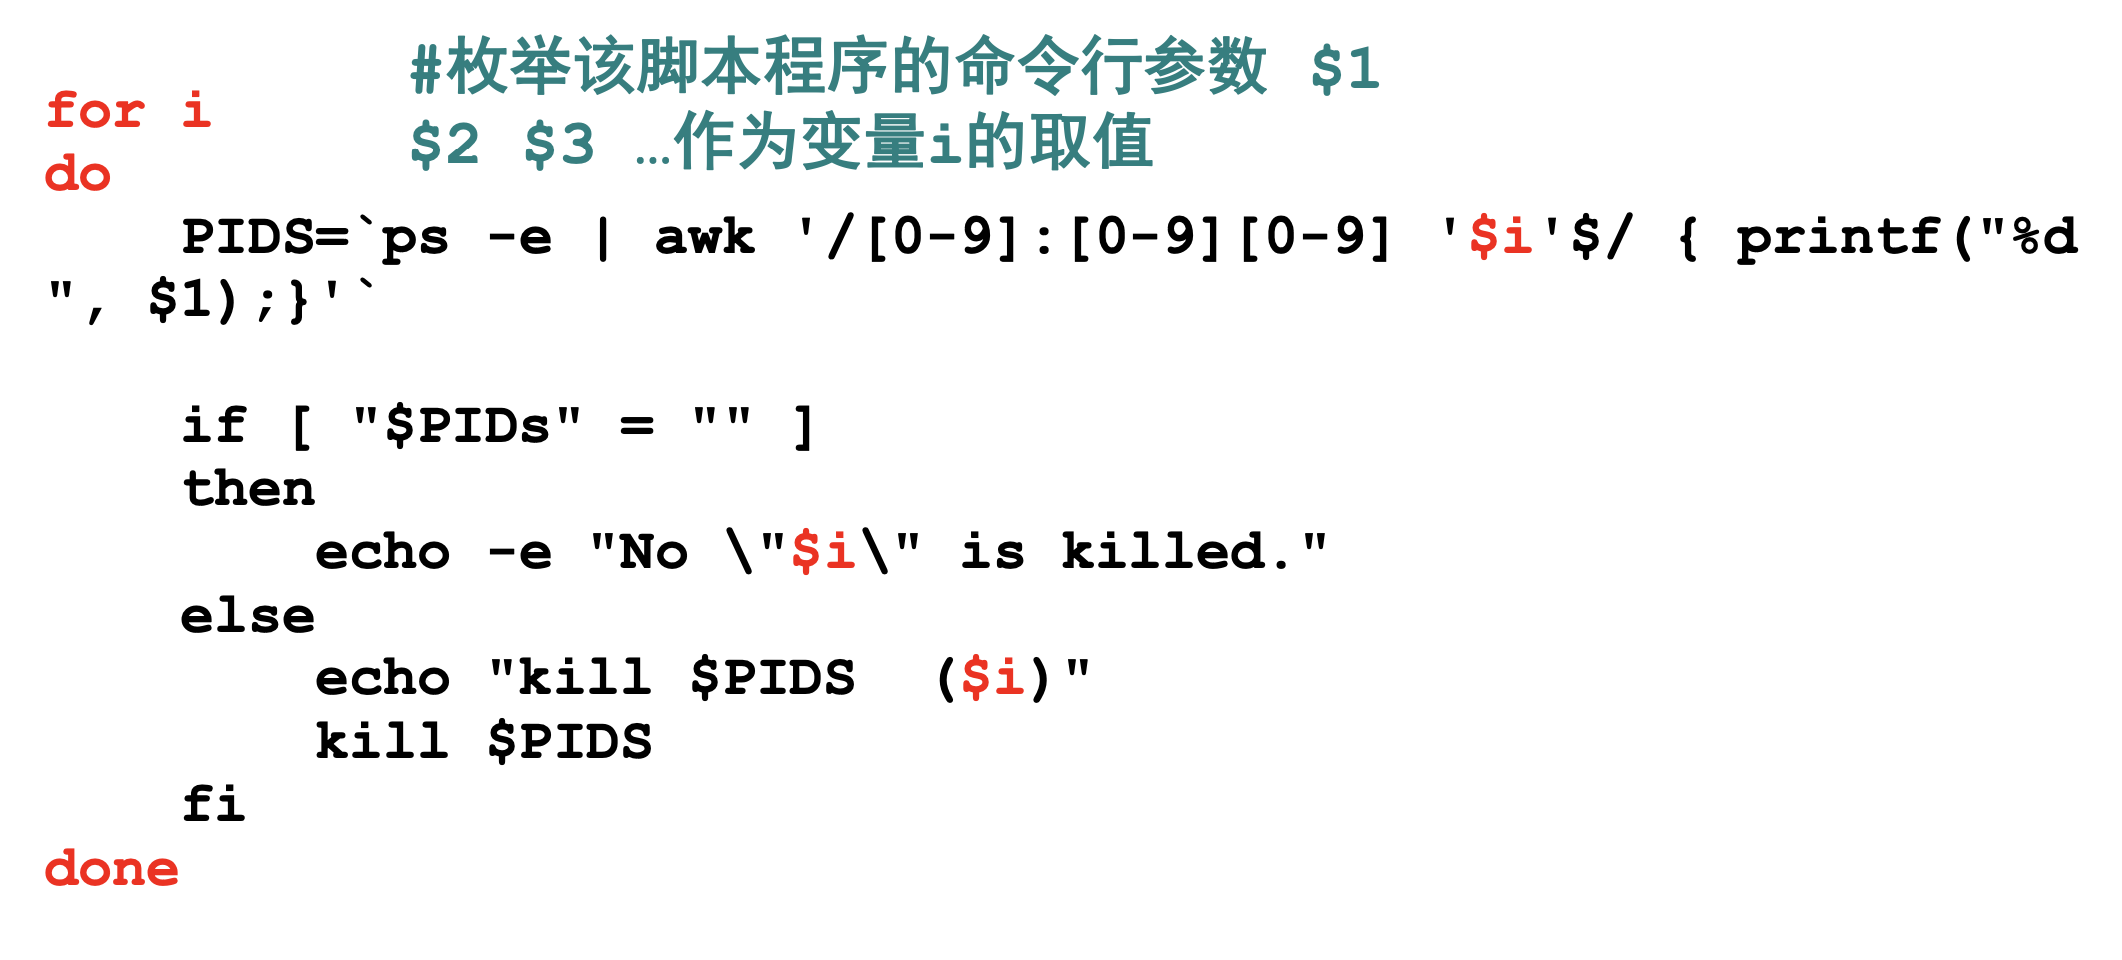 #枚举该脚本程序的命令行参数 $1
$2 $3 …作为变量i的取值
for i
do
    PIDS=`ps -e | awk '/[0-9]:[0-9][0-9] '$i'$/ { printf("%d
", $1);}'`
    if [ "$PIDs" = "" ]
    then
        echo -e "No \"$i\" is killed."
    else
        echo "kill $PIDS  ($i)"
        kill $PIDS
    fi
done